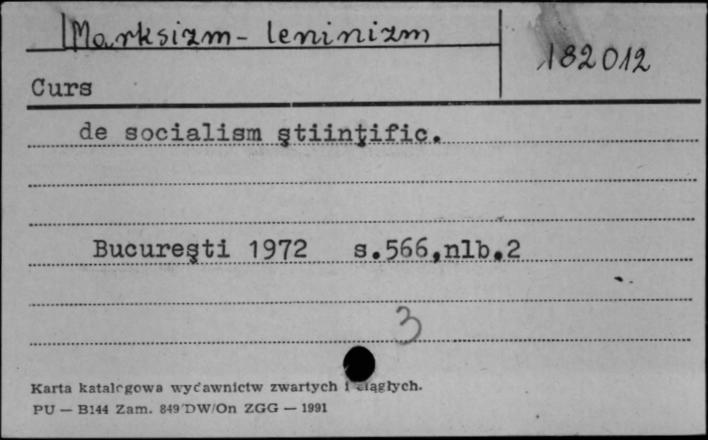 Marksizm-leninizm
182012
Curs
de socialism ştiinţific.
Bucureşti 1972 s.566,nlb.2
3
Karta katalogowa wydawnictw zwartych i ciągłych.
PU — B144 Zam. 849 DW/On ZGG — 1991